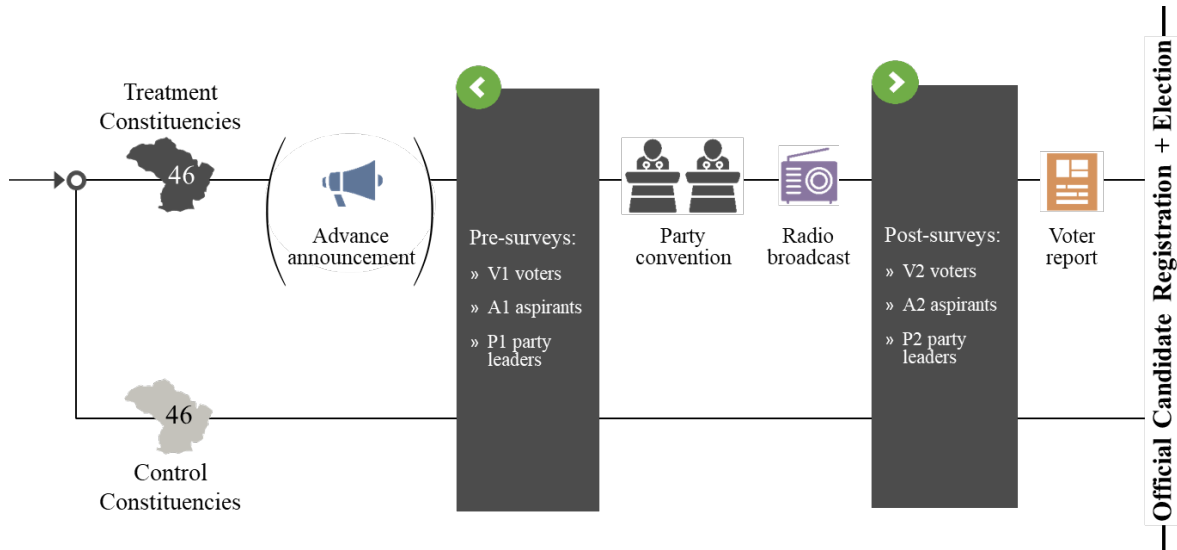 Treatment
Constituencies
46
Advance
announcement
Pre-surveys:
» V1 voters
» A1 aspirants
» P1 party
leaders
Party
convention
Radio
broadcast
Post-surveys:
» V2 voters
» A2 aspirants
» P2 party
leaders
Voter
report
46
Control
Constituencies
Official Candidate Registration + Election